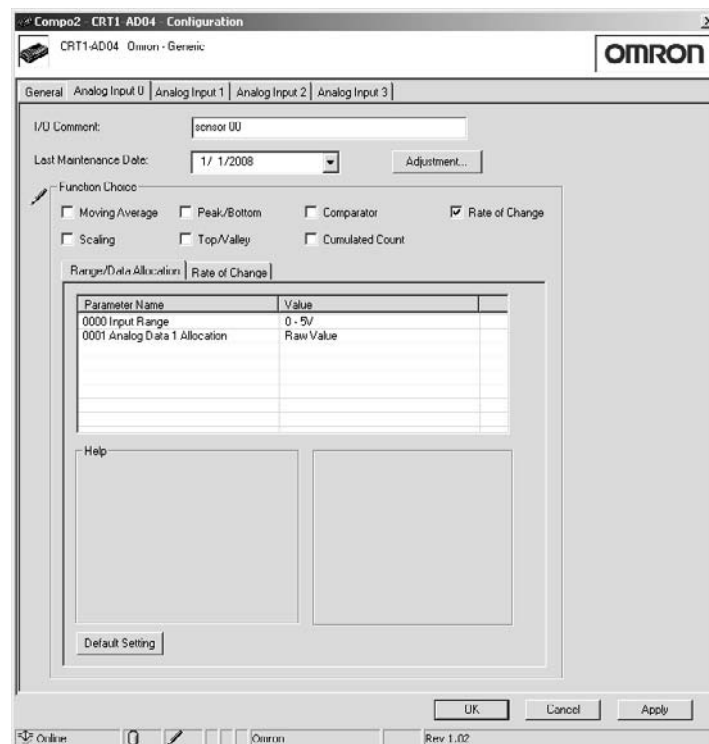 Compo2 - CRT1-AD04 - Configuration
CRT1-AD04 Omron - Generic
OMRON
General Analog Input 0 Analog Input 1 Analog Input 2 Analog Input 3
I/O Comment: sensor 00
Last Maintenance Date: 1/ 1/2008 Adjustment...
Function Choice
Moving Average Peak/Bottom Comparator Rate of Change
Scaling Top/Valley Cumulated Count
Range/Data Allocation Rate of Change
Parameter Name Value
0000 Input Range 0 - 5V
0001 Analog Data 1 Allocation Raw Value
Help
Default Setting
OK Cancel Apply
Online Omron Rev 1.02